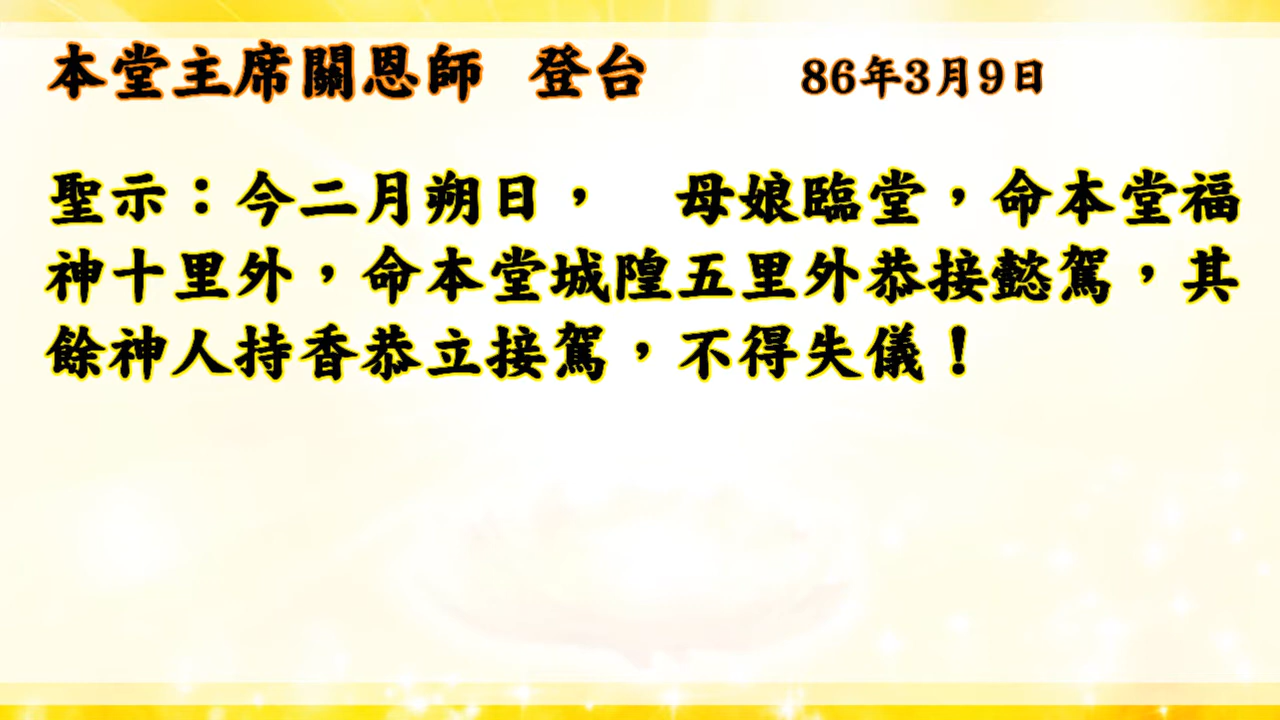 本堂主席關恩師　登台　86年3月9日
聖示：今二月朔日，　母娘臨堂，命本堂福
神十里外，命本堂城隍五里外恭接懿駕，其
餘神人持香恭立接駕，不得失儀！